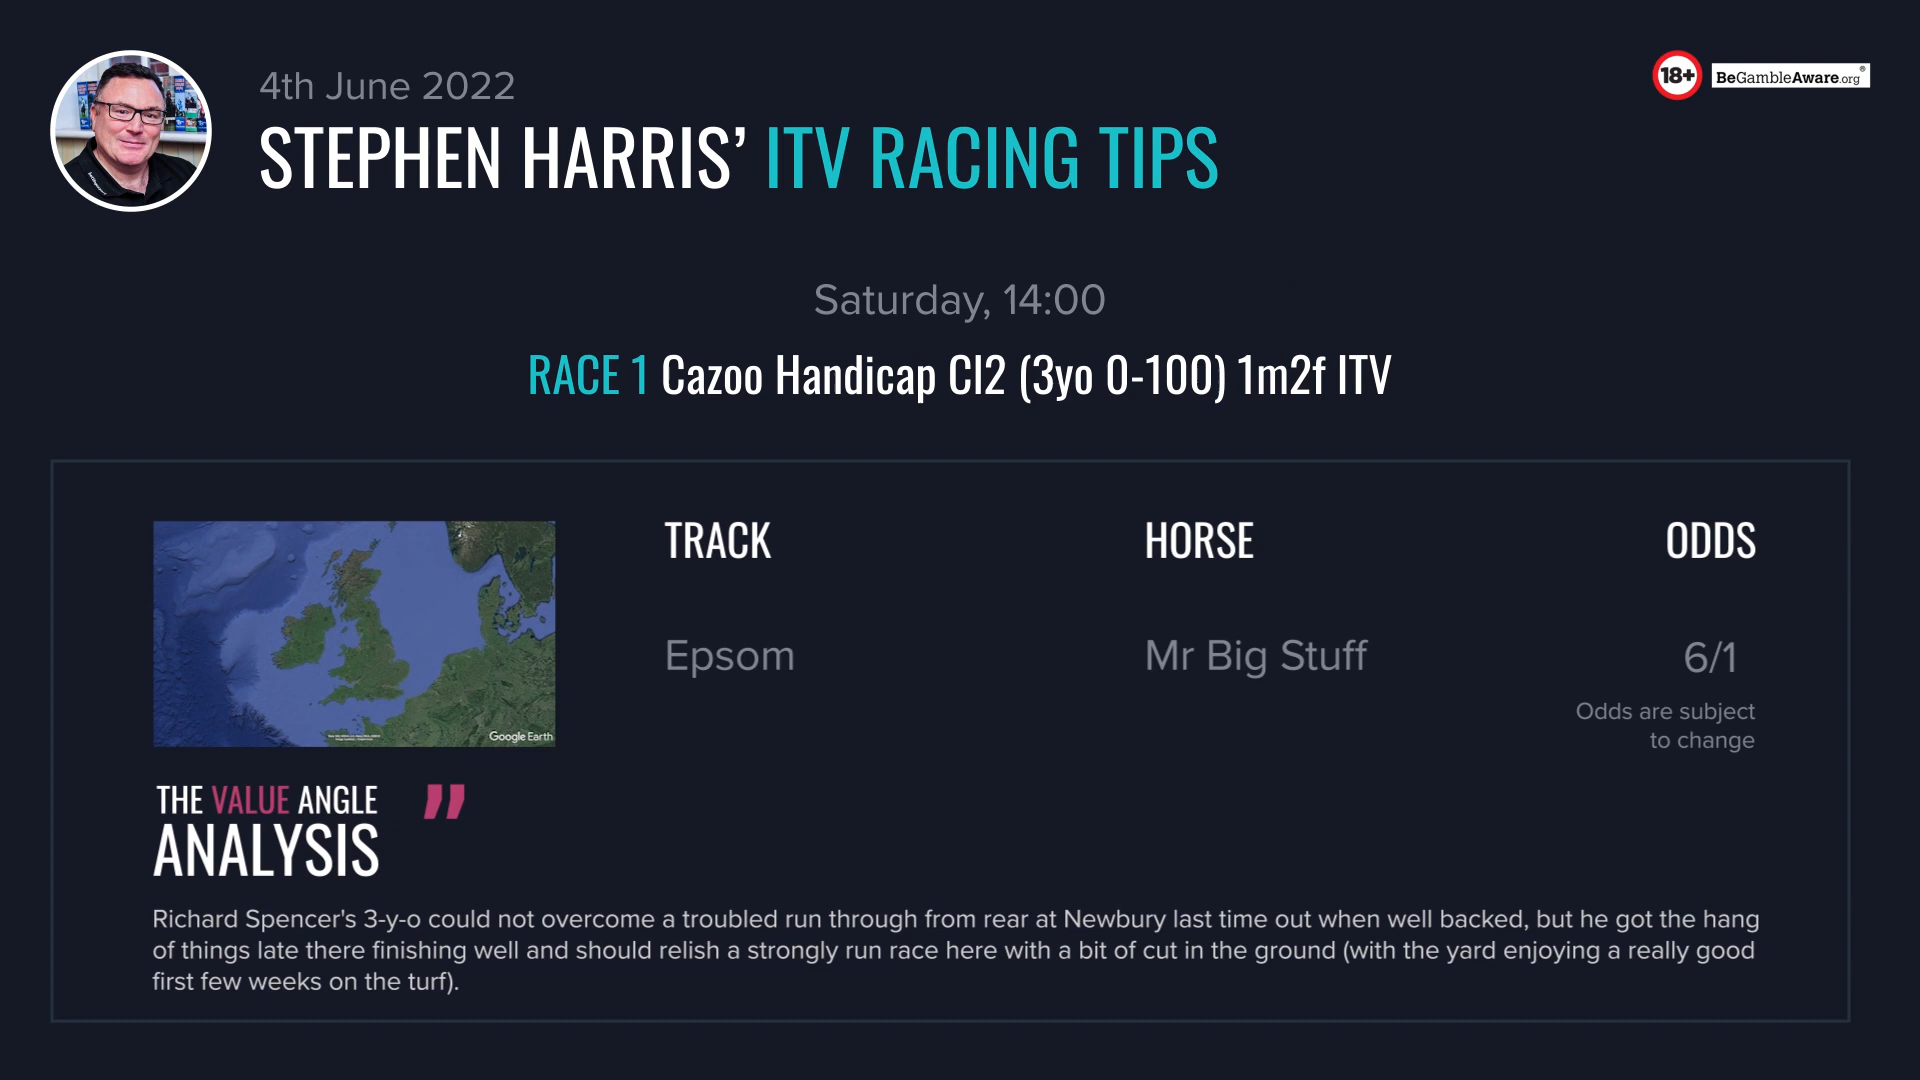 4th June 2022
STEPHEN HARRIS’ ITV RACING TIPS
18+ BeGambleAware.org®
Saturday, 14:00
RACE 1 Cazoo Handicap Cl2 (3yo 0-100) 1m2f ITV
TRACK HORSE ODDS
Epsom Mr Big Stuff 6/1
Odds are subject
to change
Google Earth
THE VALUE ANGLE "
ANALYSIS
Richard Spencer's 3-y-o could not overcome a troubled run through from rear at Newbury last time out when well backed, but he got the hang
of things late there finishing well and should relish a strongly run race here with a bit of cut in the ground (with the yard enjoying a really good
first few weeks on the turf).